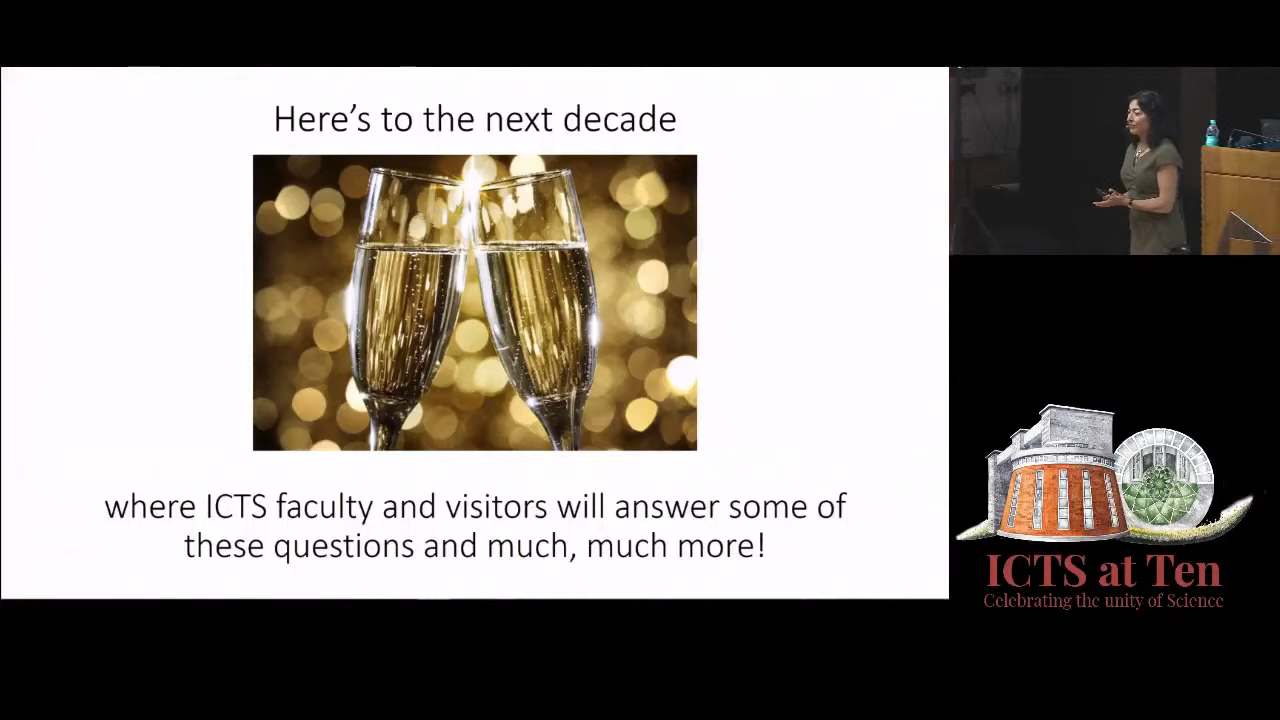 Here's to the next decade
where ICTS faculty and visitors will answer some of
these questions and much, much more!
ICTS at Ten
Celebrating the unity of Science